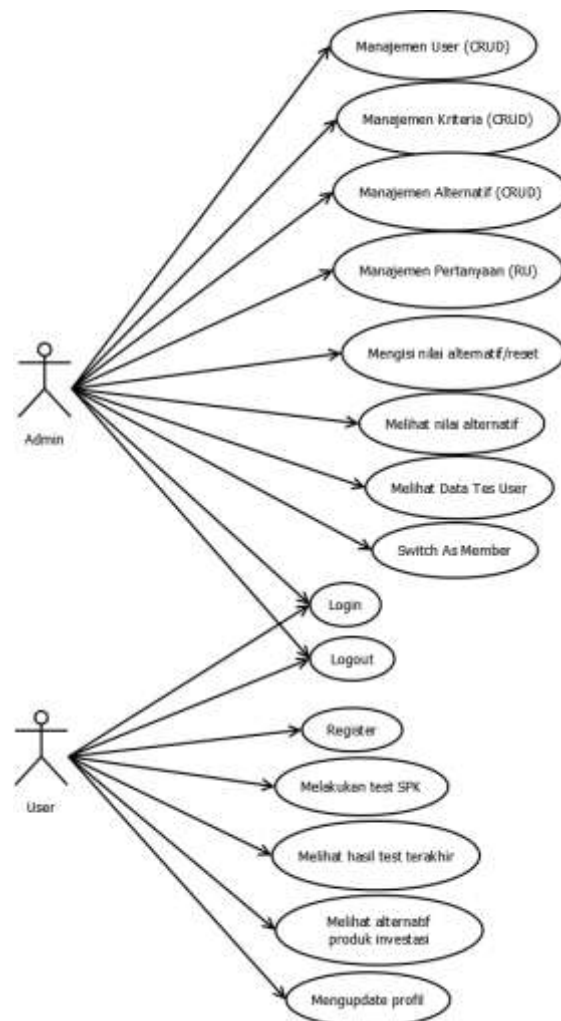 Manajemen User (CRUD)
Manajemen Kriteria (CRUD)
Manajemen Alternatif (CRUD)
Manajemen Pertanyaan (RU)
Mengisi nilai alternatif/reset
Admin
Melihat nilai alternatif
Melihat Data Tes User
Switch As Member
Login
Logout
Register
User
Melakukan test SPK
Melihat hasil test terakhir
Melihat alternatif
produk investasi
Mengupdate profil